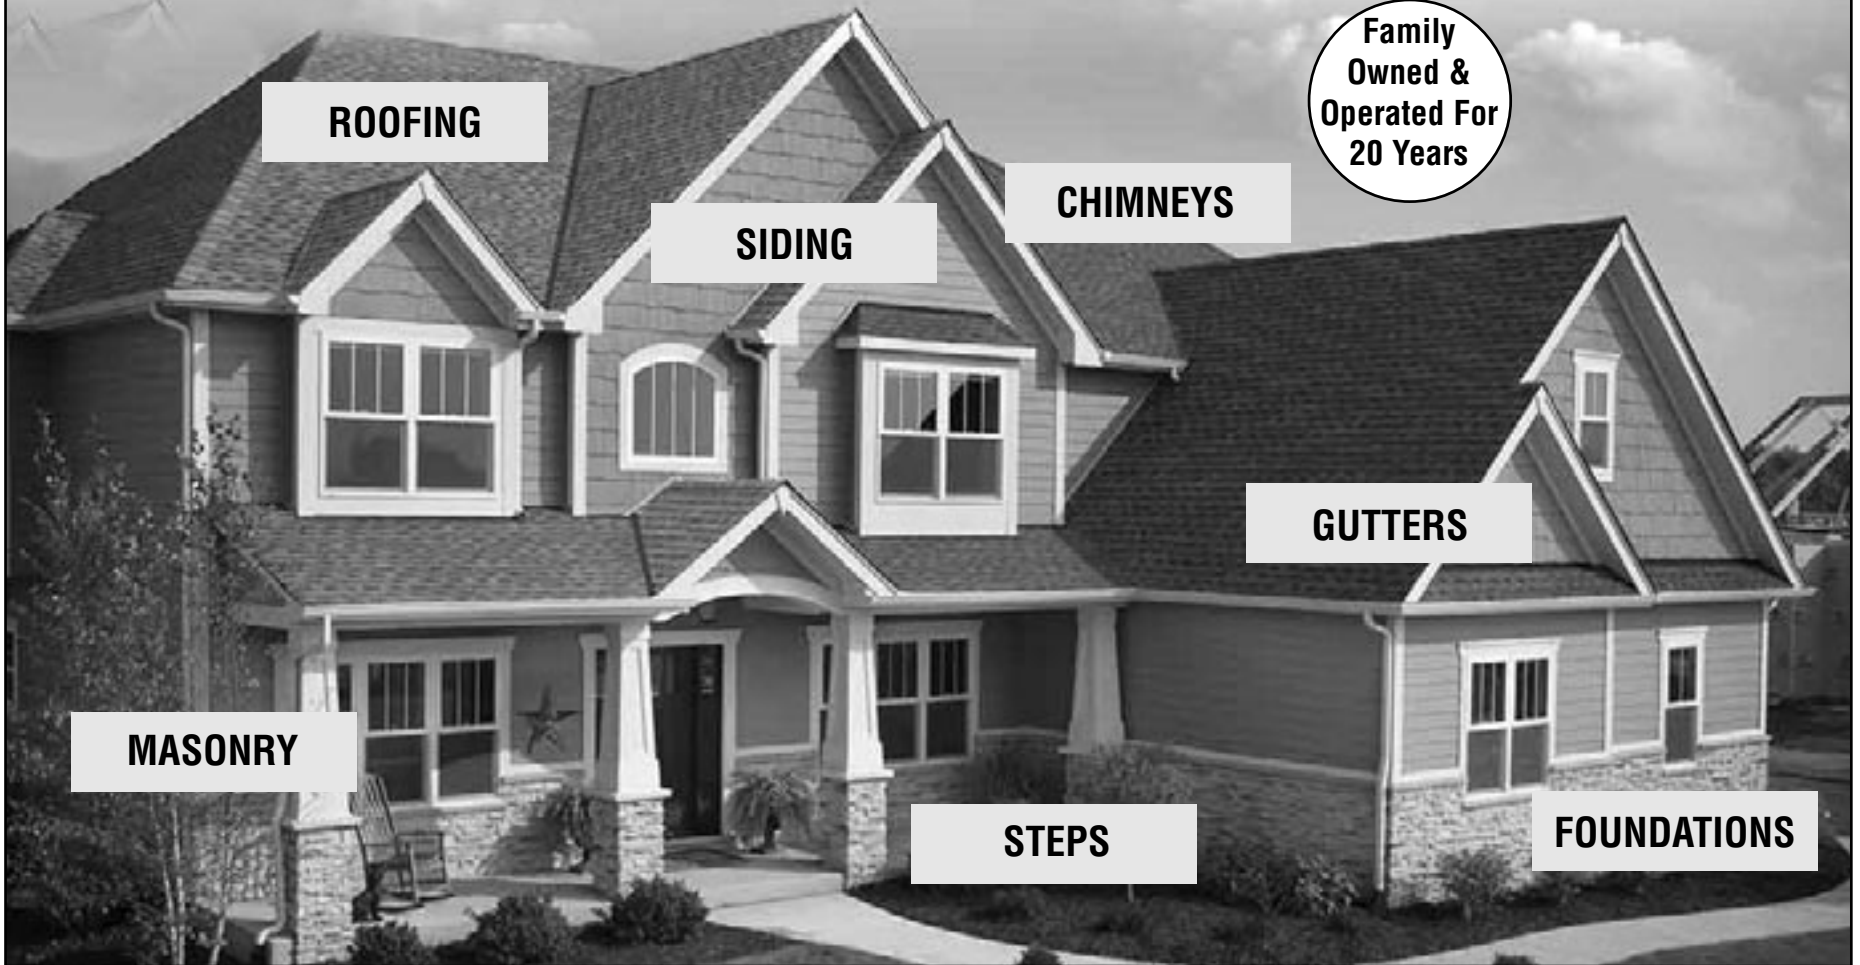 Family
Owned &
Operated For
20 Years
ROOFING
CHIMNEYS
SIDING
GUTTERS
MASONRY
STEPS
FOUNDATIONS